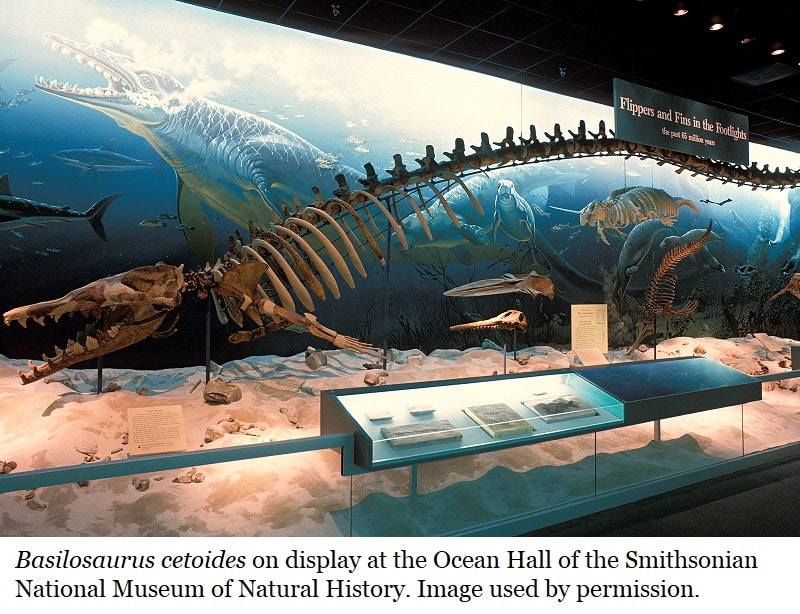 Flippers and Fins in the Footlights
the past 65 million years
Basilosaurus cetoides on display at the Ocean Hall of the Smithsonian
National Museum of Natural History. Image used by permission.